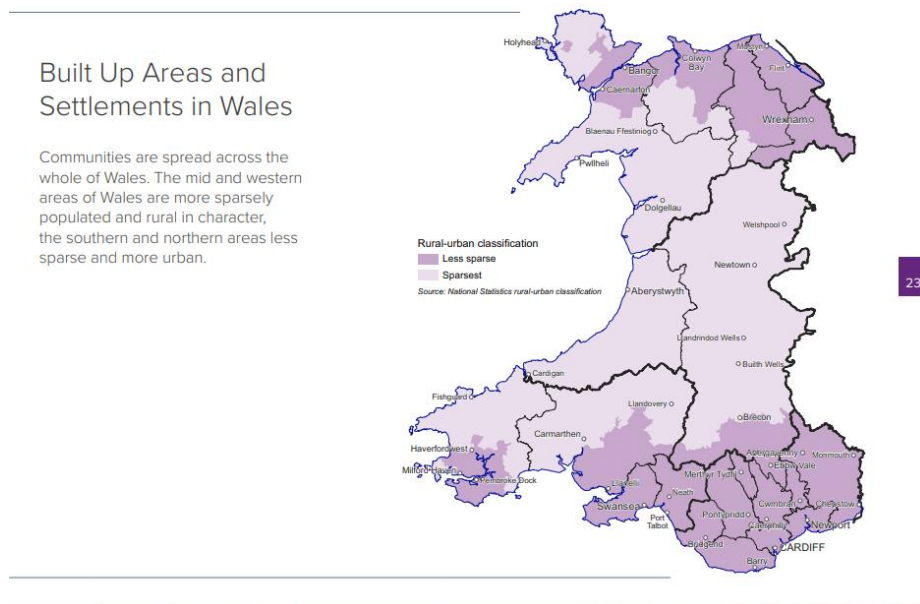 Built Up Areas and
Settlements in Wales
Communities are spread across the
whole of Wales. The mid and western
areas of Wales are more sparsely
populated and rural in character,
the southern and northern areas less
sparse and more urban.
Rural-urban classification
Less sparse
Sparsest
Source: National Statistics rural-urban classification
Holyhead
Bangor
Colwyn
Bay
Mostyn
Flint
Caernarfon
Wrexham
Blaenau Ffestiniog
Pwllheli
Dolgellau
Welshpool
Newtown
Aberystwyth
Llandrindod Wells
Builth Wells
Cardigan
Fishguard
Llandovery
Brecon
Carmarthen
Haverfordwest
Milford Haven
Pembroke Dock
Abergavenny
Monmouth
Ebbw Vale
Merthyr Tydfil
Llanelli
Neath
Swansea
Port
Talbot
Cwmbran
Chepstow
Pontypridd
Caerphilly
Newport
Bridgend
CARDIFF
Barry
23